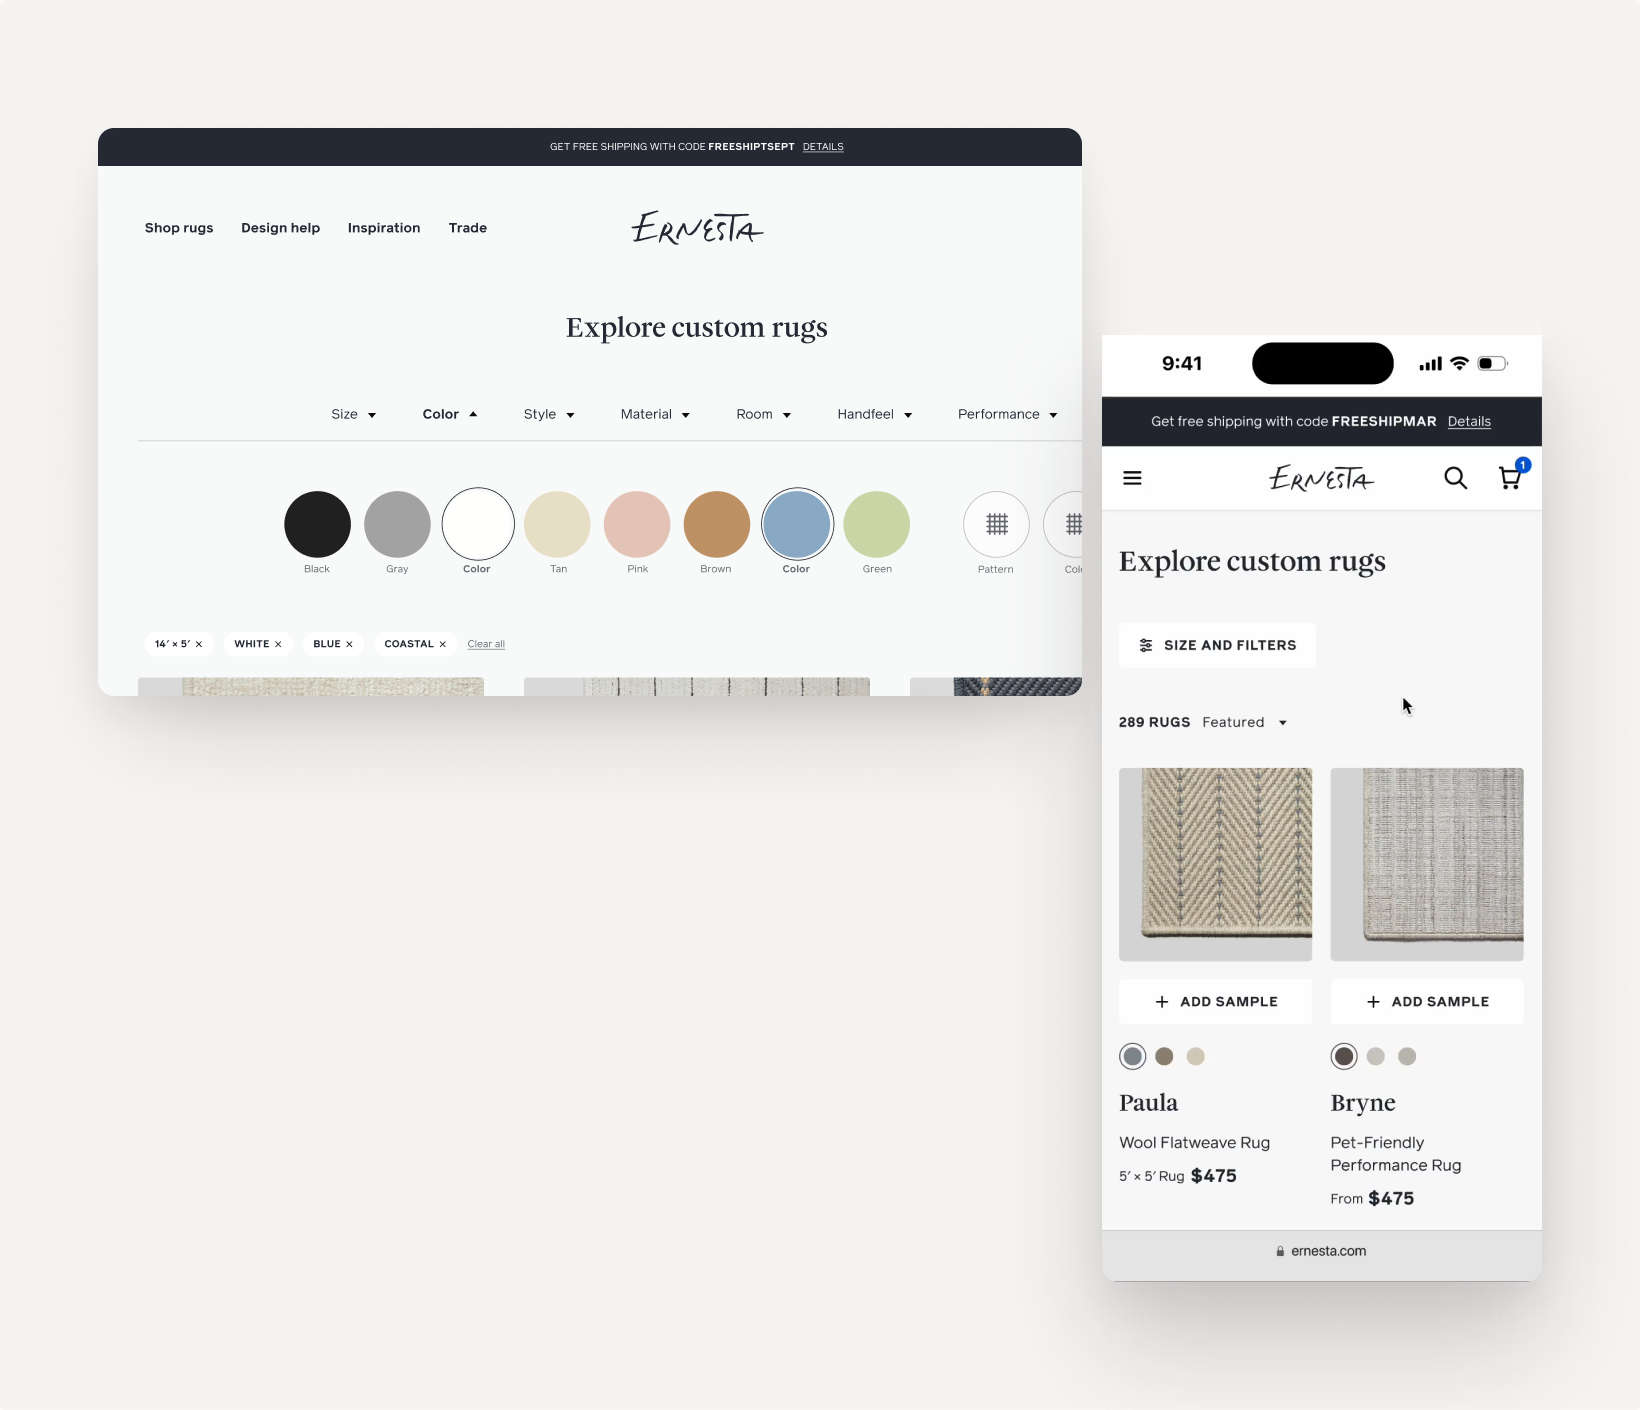 GET FREE SHIPPING WITH CODE FREESHIPTSEPT DETAILS
Shop rugs Design help Inspiration Trade
ERNESTA
Explore custom rugs
Size Color Style Material Room Handfeel Performance
Black Gray Color Tan Pink Brown Color Green Pattern
14′ × 5′ × WHITE × BLUE × COASTAL × Clear all
9:41
Get free shipping with code FREESHIPMAR Details
ERNESTA
1
Explore custom rugs
SIZE AND FILTERS
289 RUGS Featured
+ ADD SAMPLE + ADD SAMPLE
Paula
Wool Flatweave Rug
5′ × 5′ Rug $475
Bryne
Pet-Friendly
Performance Rug
From $475
ernesta.com